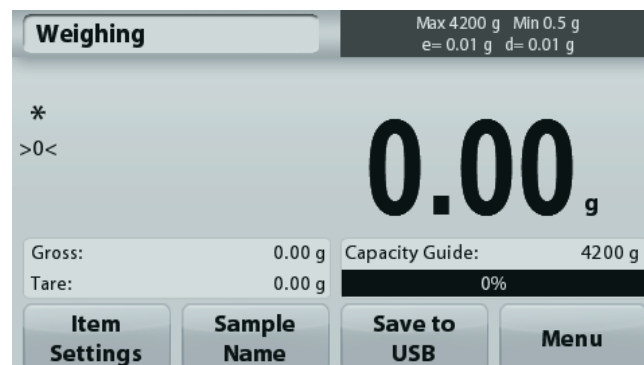 Weighing
Max 4200 g Min 0.5 g
e= 0.01 g d= 0.01 g
*
>0<
0.00 g
Gross: 0.00 g
Tare: 0.00 g
Capacity Guide: 4200 g
0%
Item
Settings
Sample
Name
Save to
USB
Menu